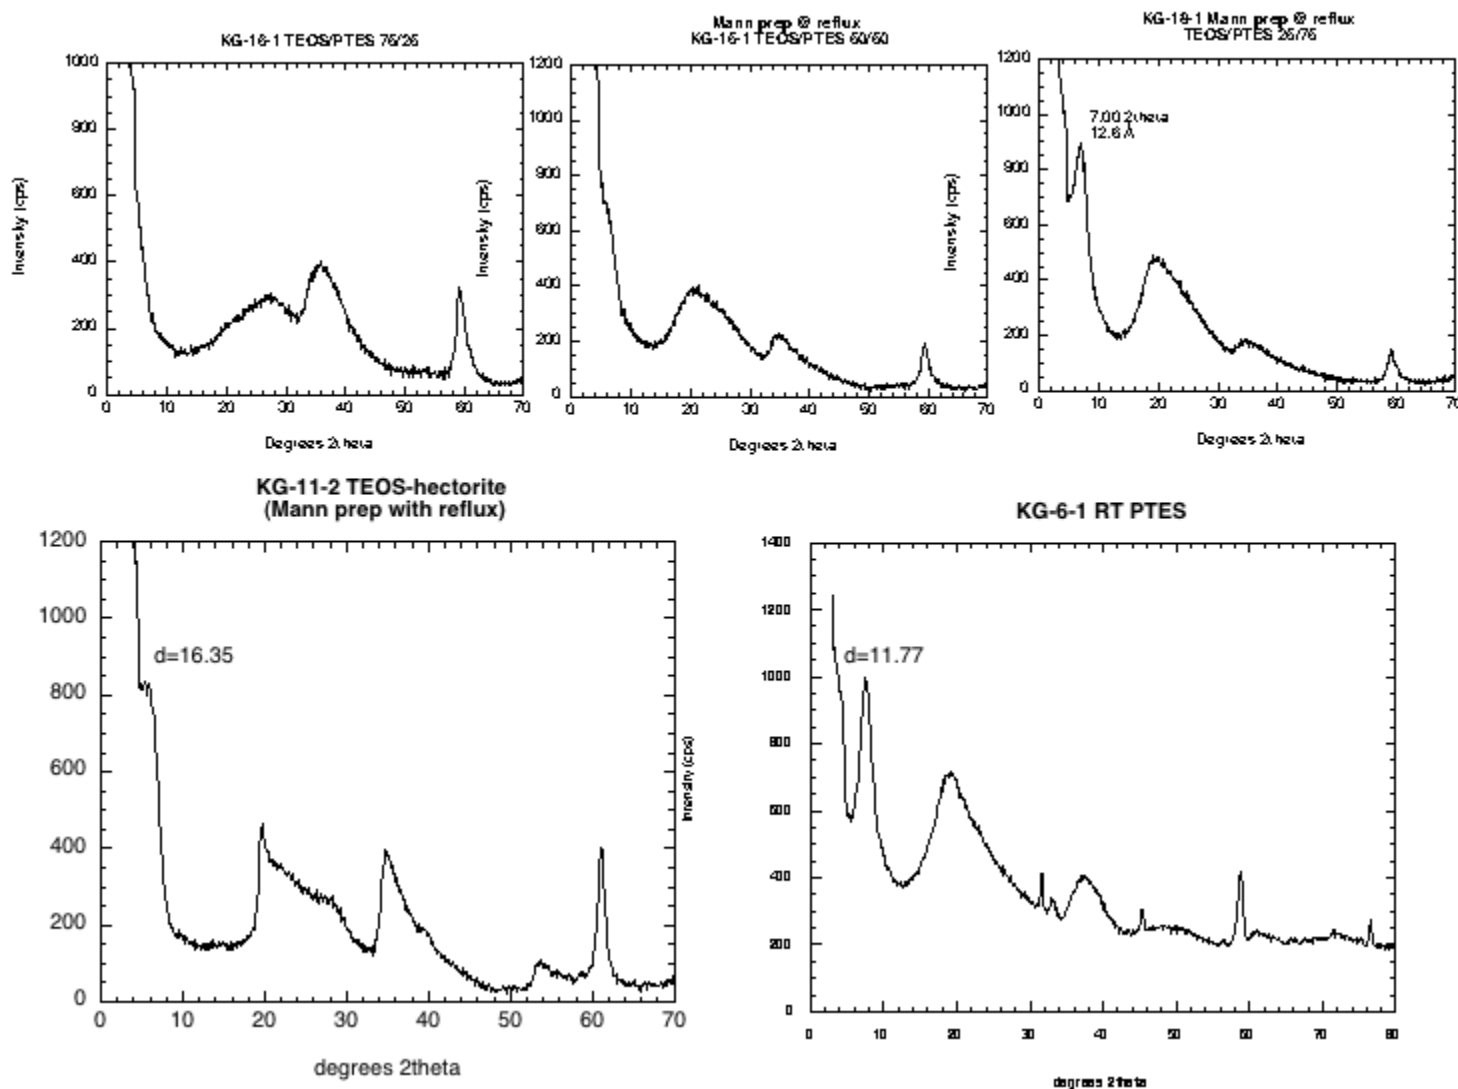 KG-16-1 TEOS/PTES 75/25
1000
800
600
400
200
0
0 10 20 30 40 50 60 70
Intensity (cps)
Degrees 2theta
Mann prep @ reflux
KG-15-1 TEOS/PTES 50/50
1200
1000
800
600
400
200
0
0 10 20 30 40 50 60 70
Intensity (cps)
Degrees 2theta
KG-18-1 Mann prep @ reflux
TEOS/PTES 25/75
7.00 2theta
12.6 Å
1200
1000
800
600
400
200
0
0 10 20 30 40 50 60 70
Intensity (cps)
Degrees 2theta
KG-11-2 TEOS-hectorite
(Mann prep with reflux)
d=16.35
1200
1000
800
600
400
200
0
0 10 20 30 40 50 60 70
degrees 2theta
KG-6-1 RT PTES
d=11.77
1400
1200
1000
800
600
400
200
0
0 10 20 30 40 50 60 70 80
Intensity (cps)
degrees 2theta